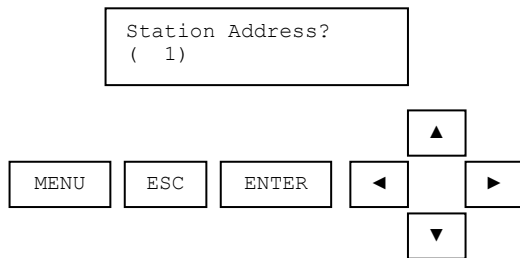 Station Address?
(  1)
▲
MENU ESC ENTER ◄ ►
▼